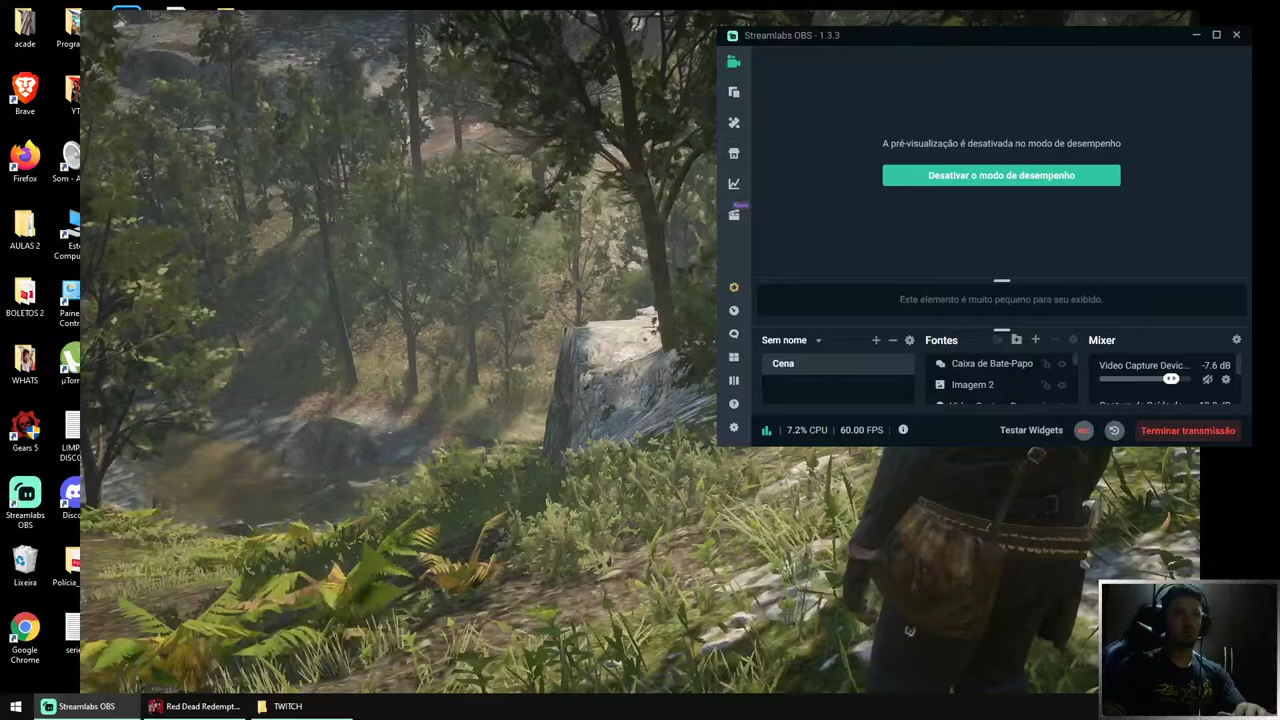 acade
Progra...
Brave
YT
Firefox
Som - A
AULAS 2
Este
Compu
BOLETOS 2
Paine
Contr
WHATS
µTorr
Gears 5
LIMP
DISCO
Streamlabs
OBS
Disco
Lixeira
Polícia_
Google
Chrome
serie
Streamlabs OBS - 1.3.3
A pré-visualização é desativada no modo de desempenho
Desativar o modo de desempenho
Novo
Este elemento é muito pequeno para seu exibido.
Sem nome
Fontes
Mixer
Cena
Caixa de Bate-Papo
Imagem 2
Video Capture Devic... -7.6 dB
7.2% CPU
60.00 FPS
Testar Widgets
REC
Terminar transmissão
Streamlabs OBS
Red Dead Redempt...
TWITCH